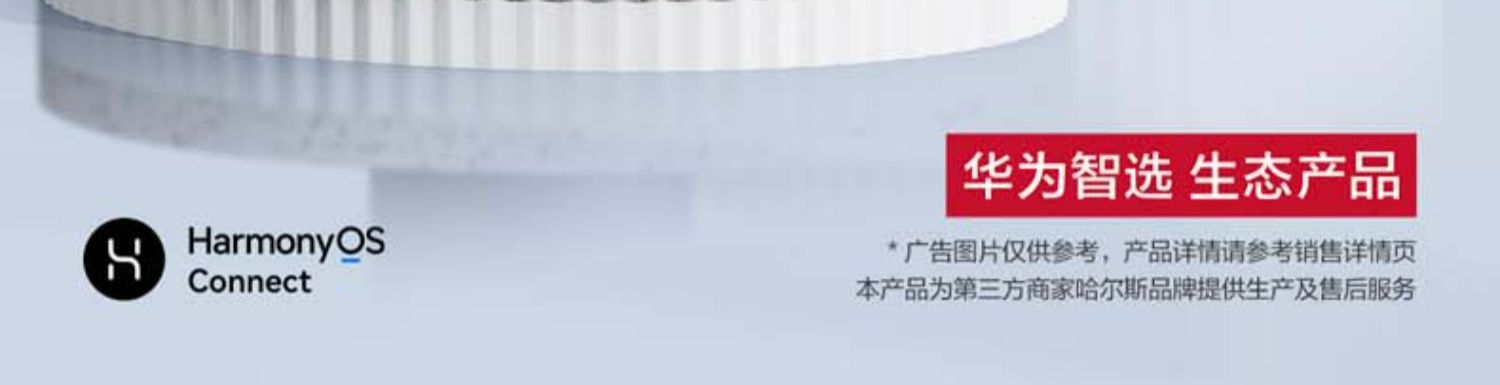 华为智选 生态产品
HarmonyOS
Connect
* 广告图片仅供参考，产品详情请参考销售详情页
本产品为第三方商家哈尔斯品牌提供生产及售后服务